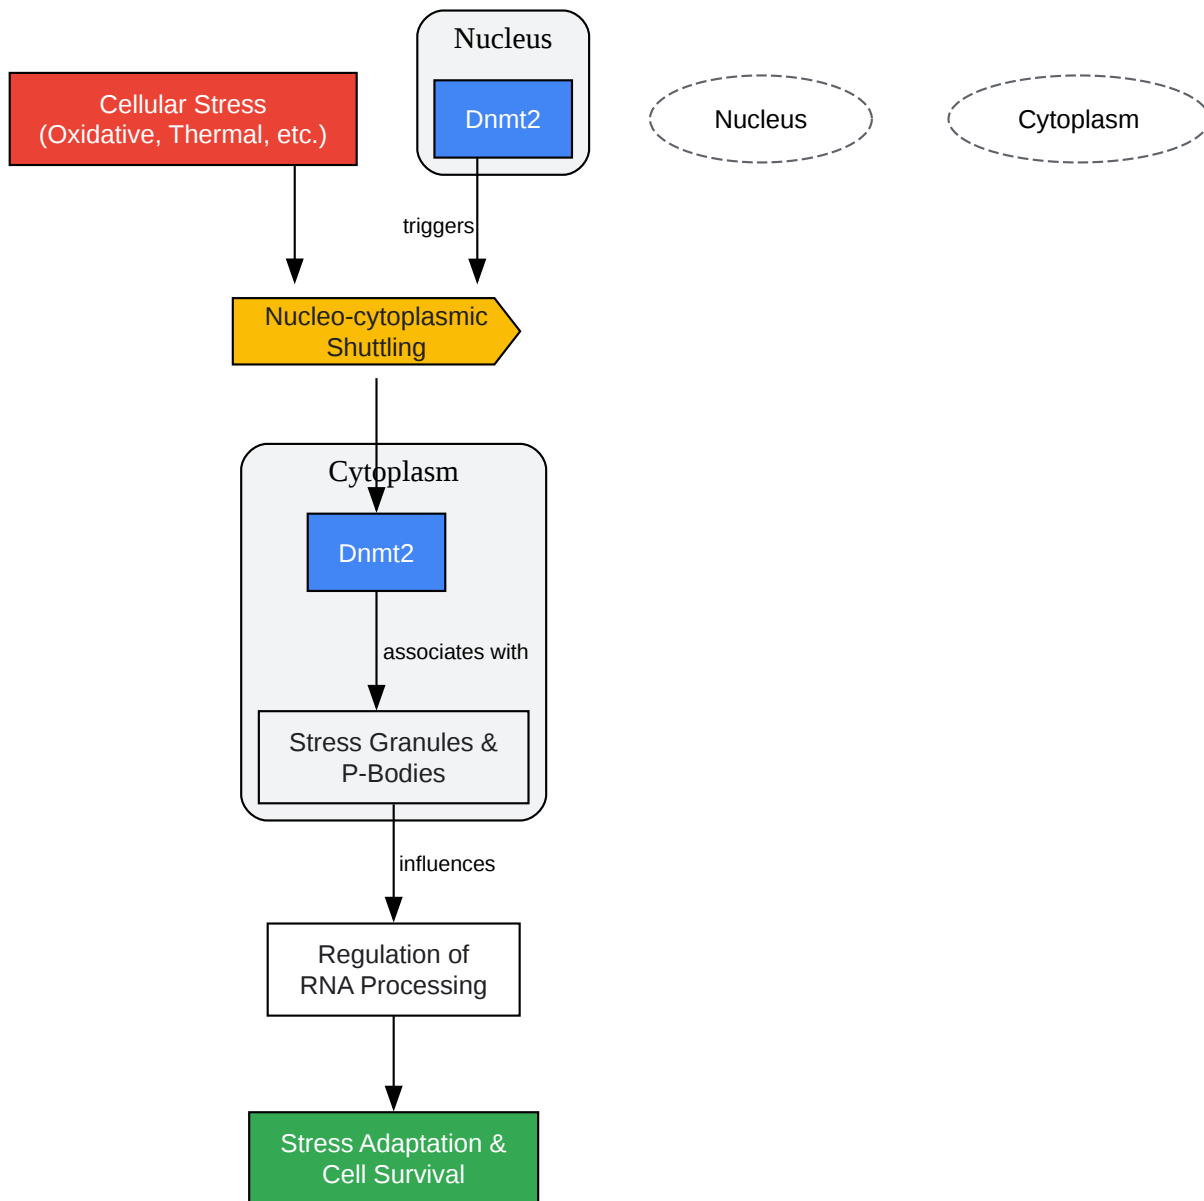 Nucleus
Cellular Stress
(Oxidative, Thermal, etc.)
Dnmt2
Nucleus
Cytoplasm
triggers
Nucleo-cytoplasmic
Shuttling
Cytoplasm
Dnmt2
associates with
Stress Granules &
P-Bodies
influences
Regulation of
RNA Processing
Stress Adaptation &
Cell Survival